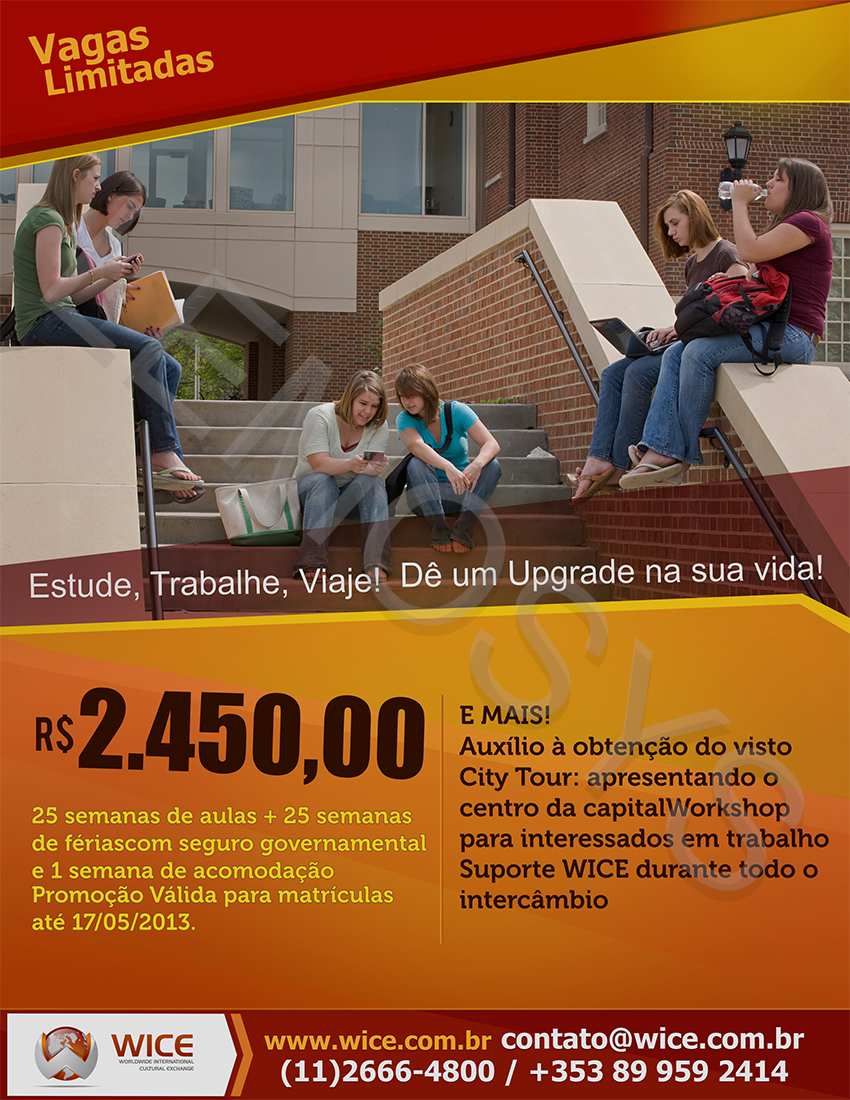 Vagas
Limitadas
Estude, Trabalhe, Viaje! Dê um Upgrade na sua vida!
R$ 2.450,00
25 semanas de aulas + 25 semanas
de fériascom seguro governamental
e 1 semana de acomodação
Promoção Válida para matrículas
até 17/05/2013.
E MAIS!
Auxílio à obtenção do visto
City Tour: apresentando o
centro da capitalWorkshop
para interessados em trabalho
Suporte WICE durante todo o
intercâmbio
WICE
WORLDWIDE INTERNATIONAL
CULTURAL EXCHANGE
www.wice.com.br contato@wice.com.br
(11)2666-4800 / +353 89 959 2414